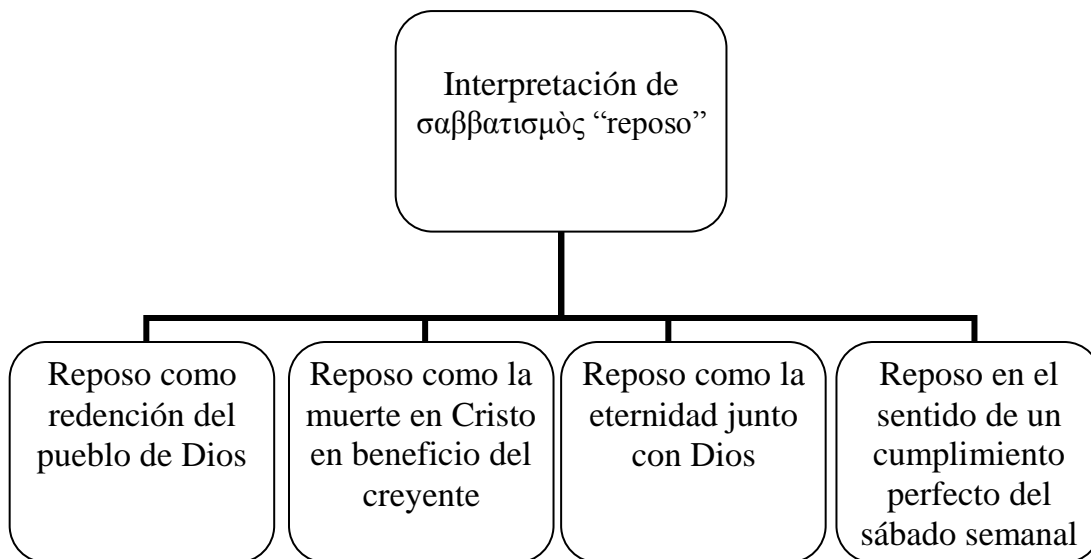 Interpretación de
σαββατισμὸς “reposo”
Reposo como
redención del
pueblo de Dios
Reposo como la
muerte en Cristo
en beneficio del
creyente
Reposo como la
eternidad junto
con Dios
Reposo en el
sentido de un
cumplimiento
perfecto del
sábado semanal